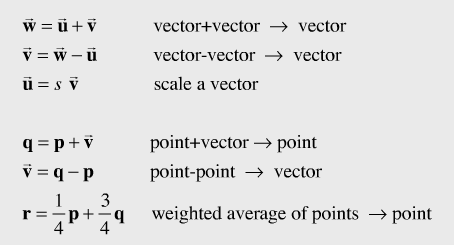 w⃗ = u⃗ + v⃗ vector+vector → vector
v⃗ = w⃗ − u⃗ vector-vector → vector
u⃗ = s v⃗ scale a vector
q = p + v⃗ point+vector → point
v⃗ = q − p point-point → vector
r = 1/4 p + 3/4 q weighted average of points → point